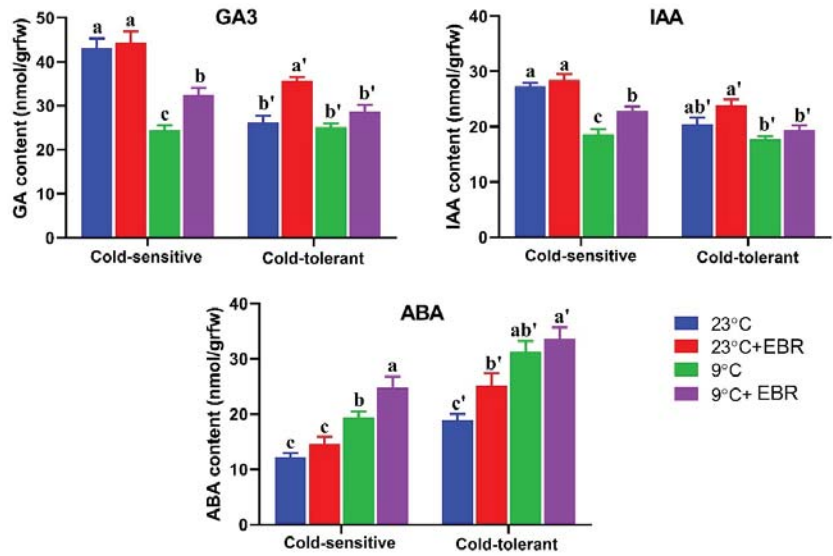 GA3
GA content (nmol/grfw)
50
40
30
20
10
0
a
a
c
b
b'
a'
b'
b'
Cold-sensitive
Cold-tolerant
IAA
IAA content (nmol/grfw)
40
30
20
10
0
a
a
c
b
ab'
a'
b'
b'
Cold-sensitive
Cold-tolerant
ABA
ABA content (nmol/grfw)
40
30
20
10
0
c
c
b
a
c'
b'
ab'
a'
Cold-sensitive
Cold-tolerant
23°C
23°C+EBR
9°C
9°C+ EBR